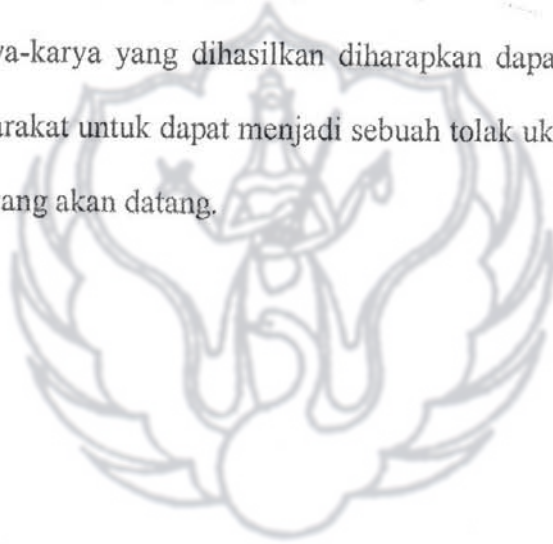 ya-karya yang dihasilkan diharapkan dapa
arakat untuk dapat menjadi sebuah tolak uk
ang akan datang.